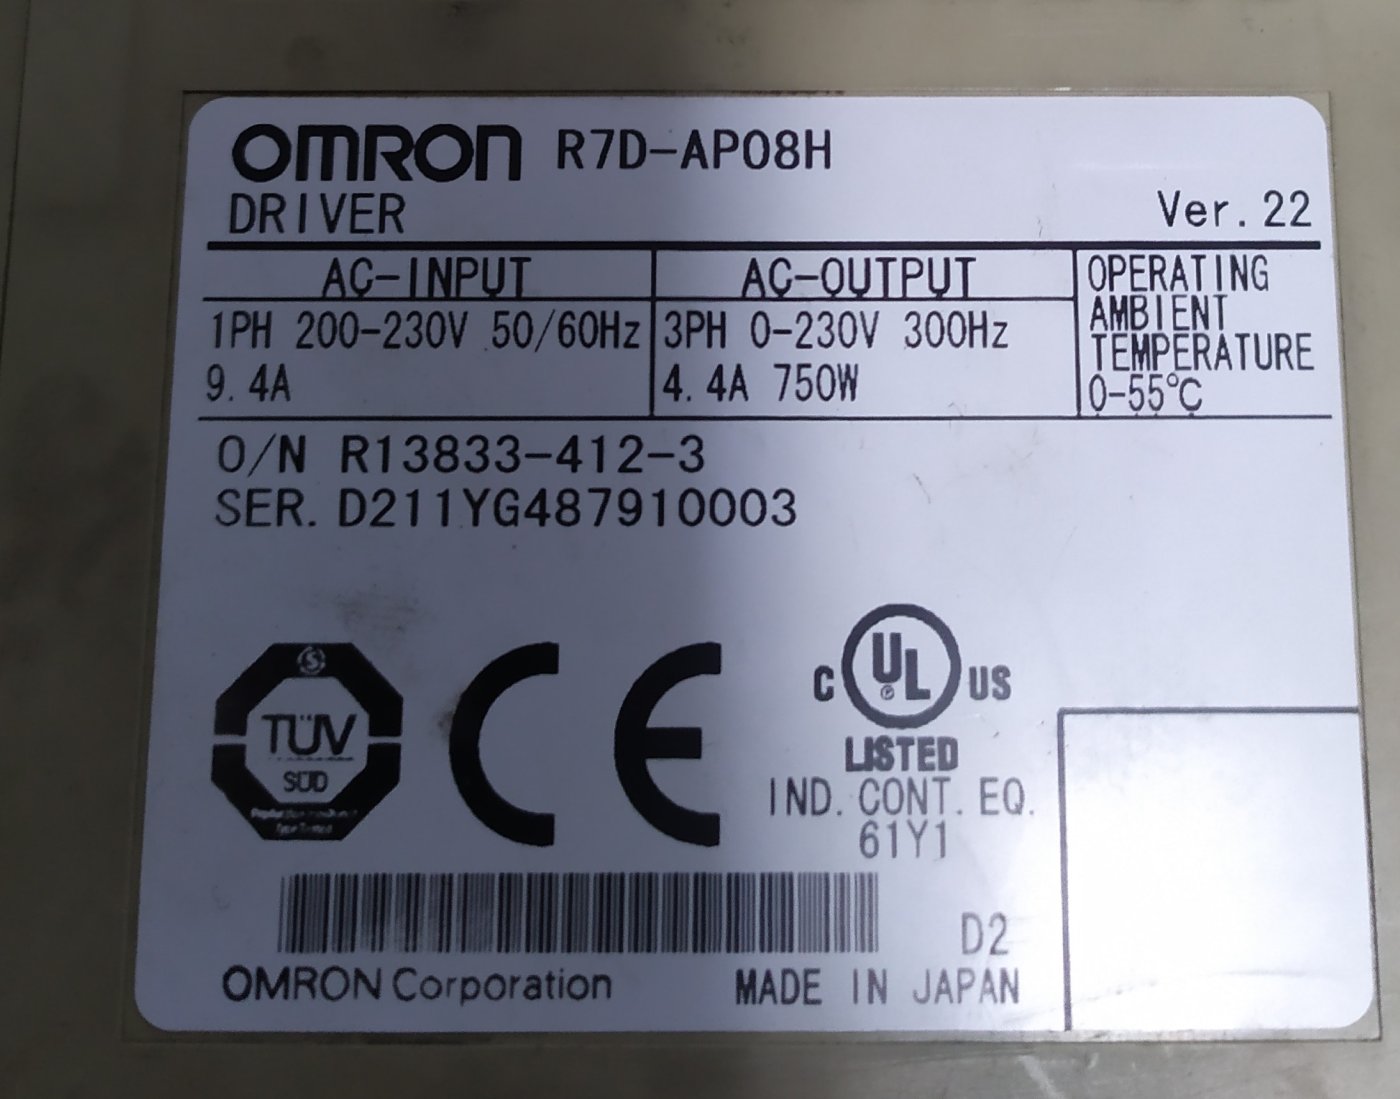 OMRON R7D-AP08H
DRIVER Ver.22
AC-INPUT AC-OUTPUT OPERATING
AMBIENT
TEMPERATURE
0-55℃
1PH 200-230V 50/60Hz 3PH 0-230V 300Hz
9.4A 4.4A 750W
O/N R13833-412-3
SER. D211YG487910003
S
TÜV
SÜD
CE
C UL US
LISTED
IND. CONT. EQ.
61Y1
D2
OMRON Corporation MADE IN JAPAN